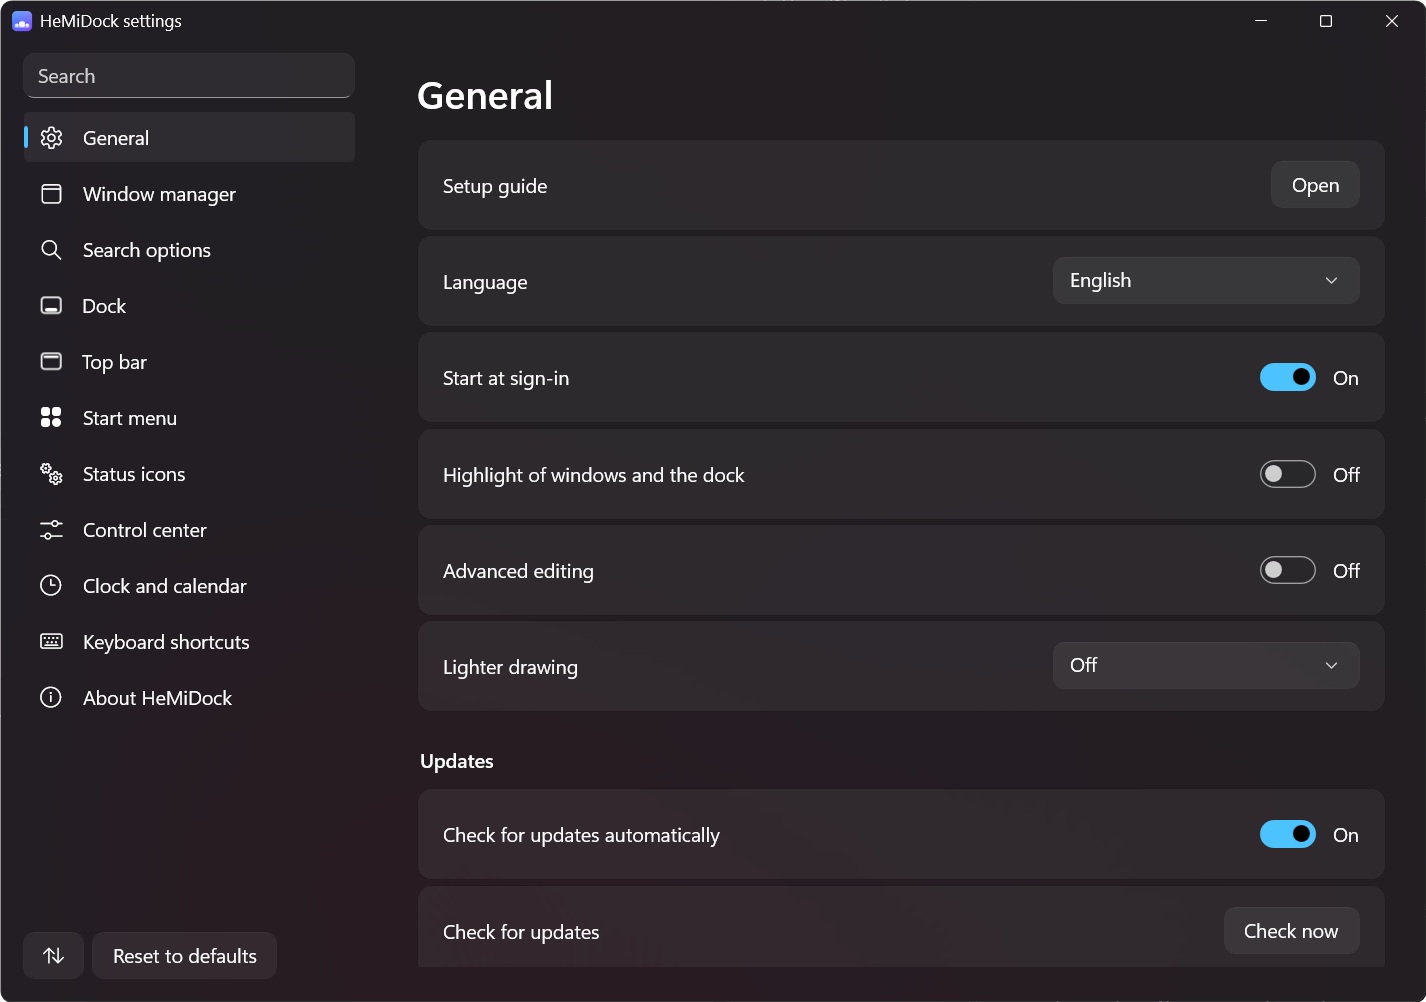 HeMiDock settings
Search
General
Window manager
Search options
Dock
Top bar
Start menu
Status icons
Control center
Clock and calendar
Keyboard shortcuts
About HeMiDock
Reset to defaults
General
Setup guide
Open
Language
English
Start at sign-in
On
Highlight of windows and the dock
Off
Advanced editing
Off
Lighter drawing
Off
Updates
Check for updates automatically
On
Check for updates
Check now